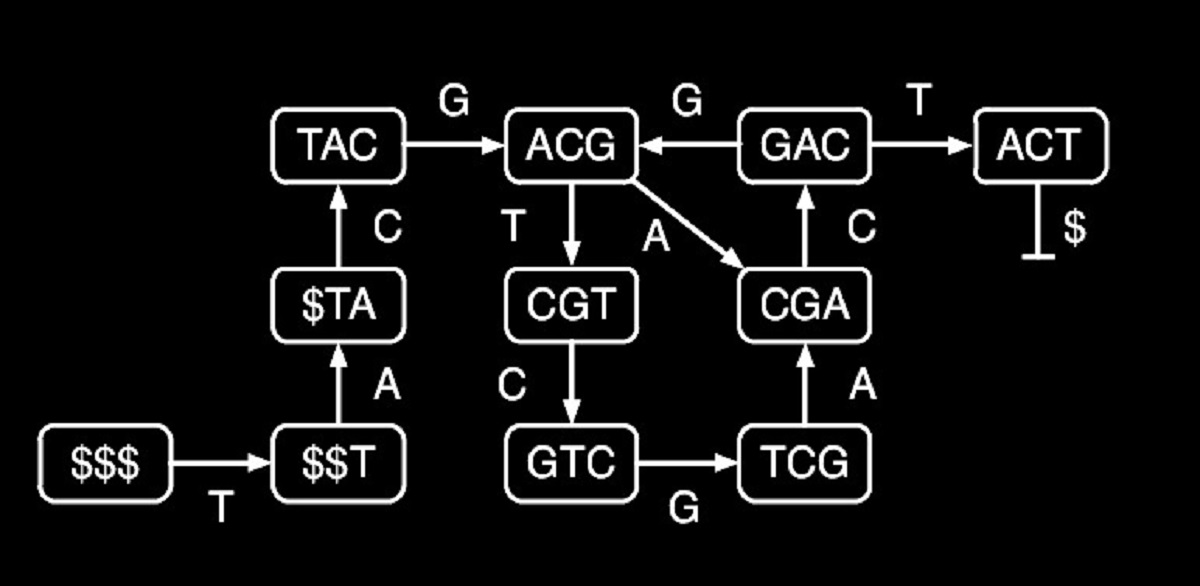 G G T
TAC ACG GAC ACT
C T A C $
$TA CGT CGA
A C A
$$$ $$T GTC TCG
T G